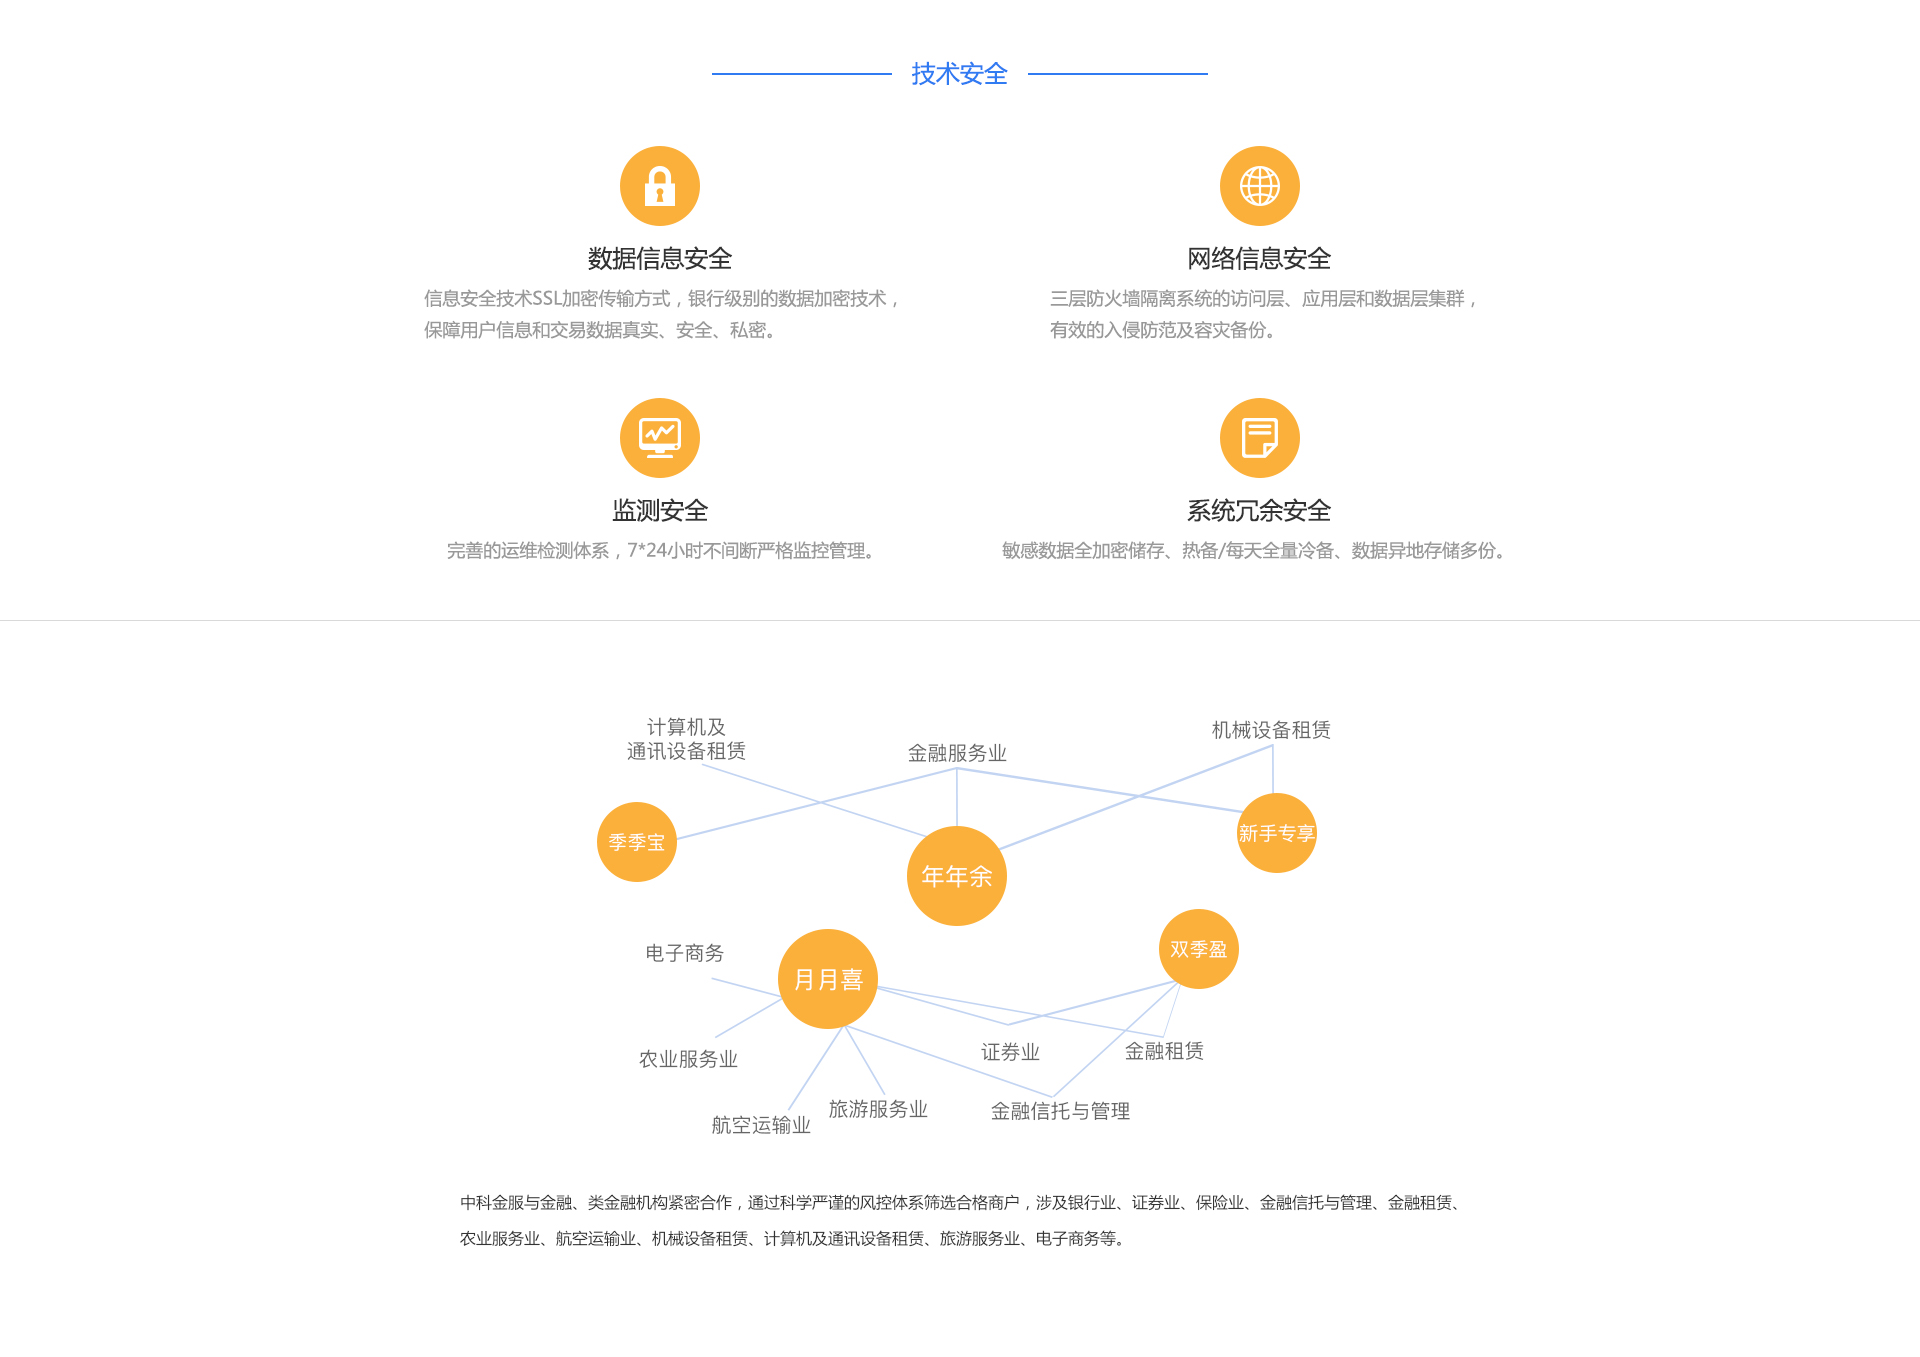 技术安全
数据信息安全
信息安全技术SSL加密传输方式，银行级别的数据加密技术，
保障用户信息和交易数据真实、安全、私密。
网络信息安全
三层防火墙隔离系统的访问层、应用层和数据层集群，
有效的入侵防范及容灾备份。
监测安全
完善的运维检测体系，7*24小时不间断严格监控管理。
系统冗余安全
敏感数据全加密储存、热备/每天全量冷备、数据异地存储多份。
计算机及
通讯设备租赁
金融服务业
机械设备租赁
季季宝
年年余
新手专享
电子商务
月月喜
双季盈
农业服务业
证券业
金融租赁
航空运输业
旅游服务业
金融信托与管理
中科金服与金融、类金融机构紧密合作，通过科学严谨的风控体系筛选合格商户，涉及银行业、证券业、保险业、金融信托与管理、金融租赁、
农业服务业、航空运输业、机械设备租赁、计算机及通讯设备租赁、旅游服务业、电子商务等。